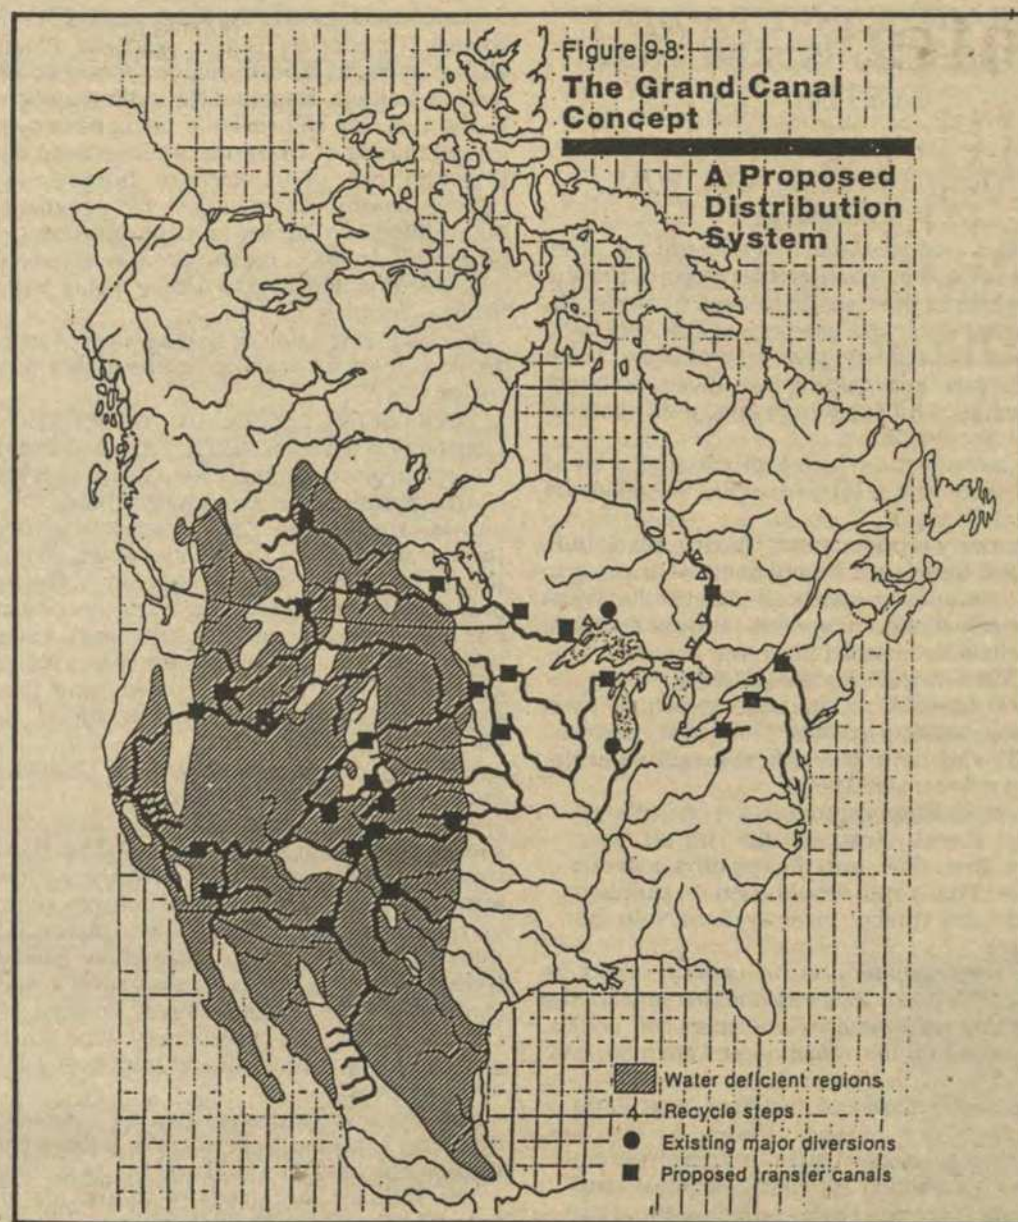 Figure 9-8:
The Grand Canal
Concept
A Proposed
Distribution
System
Water deficient regions
Recycle steps
Existing major diversions
Proposed transfer canals